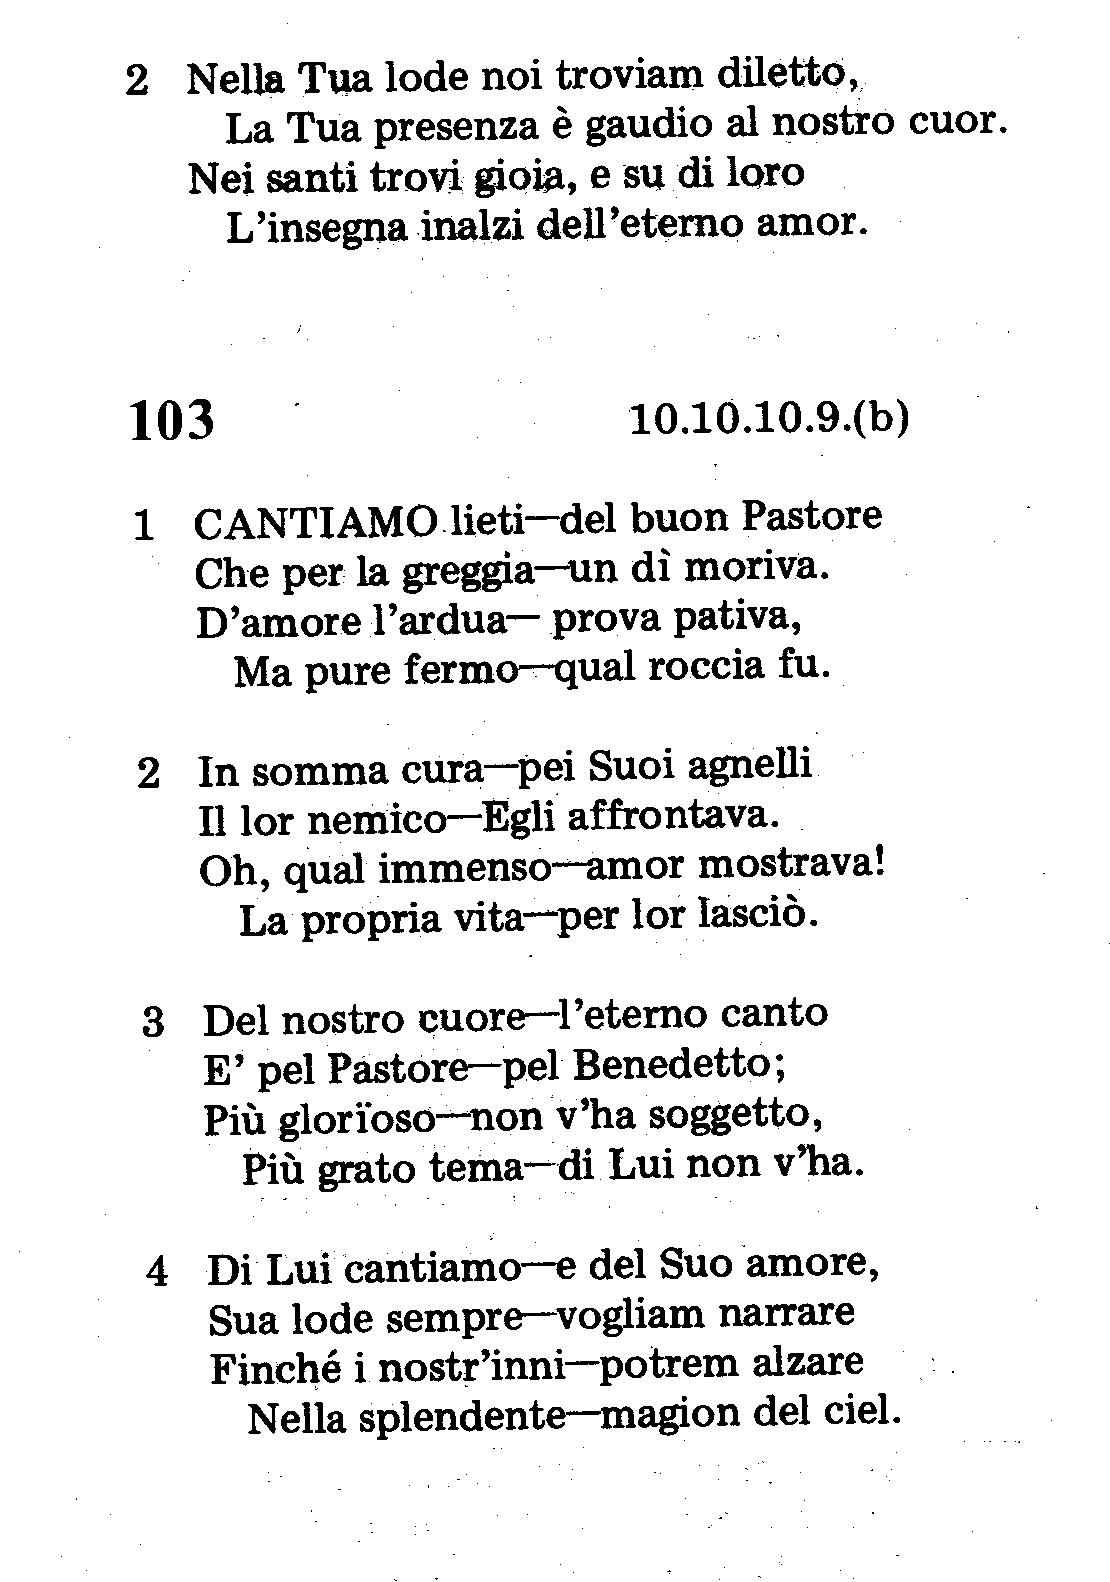 2 Nella Tua lode noi troviam diletto,
La Tua presenza è gaudio al nostro cuor.
Nei santi trovi gioia, e su di loro
L'insegna inalzi dell'eterno amor.
103 10.10.10.9.(b)
1 CANTIAMO lieti—del buon Pastore
Che per la greggia—un dì moriva.
D'amore l'ardua— prova pativa,
Ma pure fermo—qual roccia fu.
2 In somma cura—pei Suoi agnelli
Il lor nemico—Egli affrontava.
Oh, qual immenso—amor mostrava!
La propria vita—per lor lasciò.
3 Del nostro cuore—l'eterno canto
E' pel Pastore—pel Benedetto;
Più glorïoso—non v'ha soggetto,
Più grato tema—di Lui non v'ha.
4 Di Lui cantiamo—e del Suo amore,
Sua lode sempre—vogliam narrare
Finché i nostr'inni—potrem alzare
Nella splendente—magion del ciel.